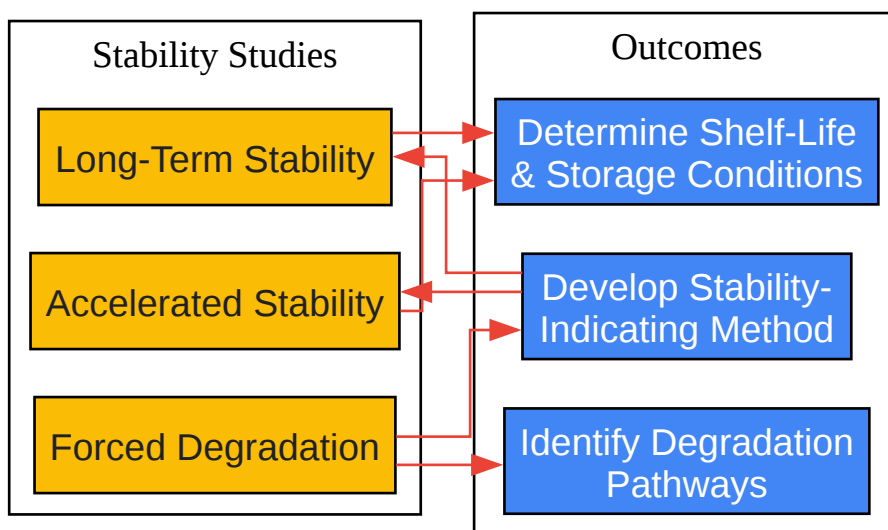 Stability Studies
Long-Term Stability
Accelerated Stability
Forced Degradation
Outcomes
Determine Shelf-Life
& Storage Conditions
Develop Stability-
Indicating Method
Identify Degradation
Pathways